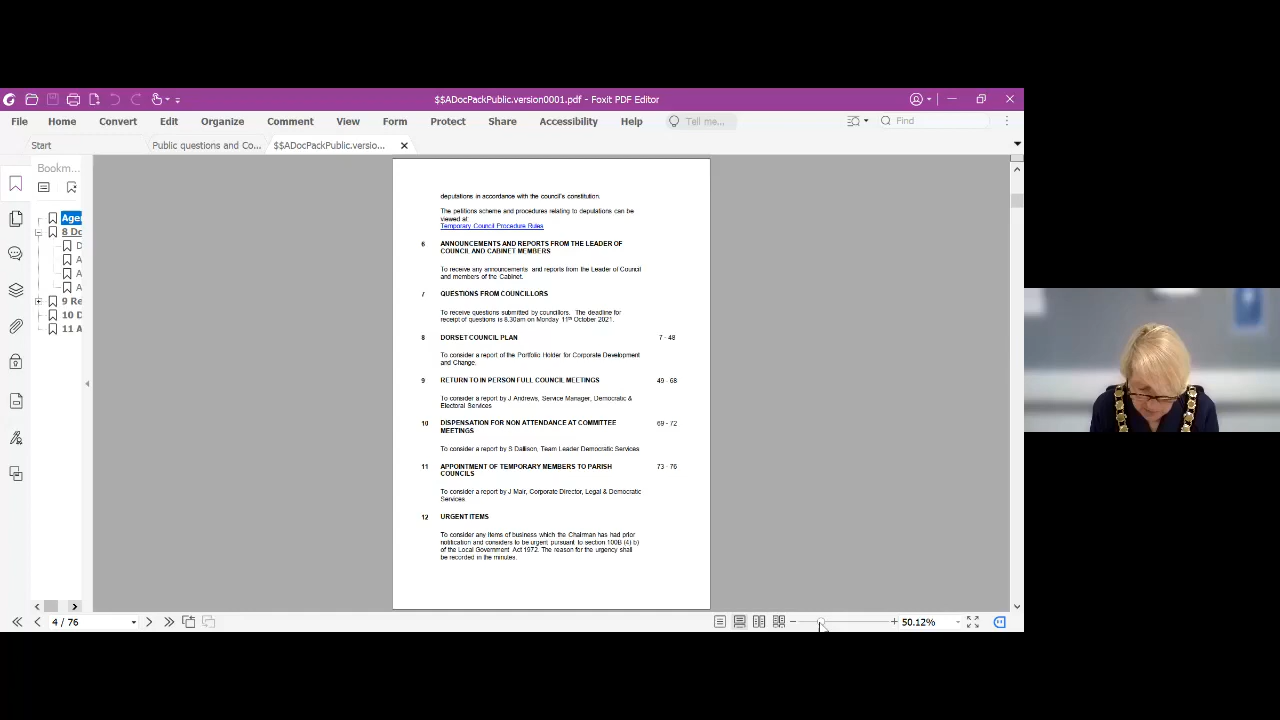 $$ADocPackPublic.version0001.pdf - Foxit PDF Editor
File Home Convert Edit Organize Comment View Form Protect Share Accessibility Help Tell me... Find
Start Public questions and Co... $$ADocPackPublic.versio...
Bookm...
Agen
8 Do
D
A
A
A
9 Re
10 D
11 A
deputations in accordance with the council's constitution.
The petitions scheme and procedures relating to deputations can be
viewed at
Temporary Council Procedure Rules
6 ANNOUNCEMENTS AND REPORTS FROM THE LEADER OF
COUNCIL AND CABINET MEMBERS
To receive any announcements and reports from the Leader of Council
and members of the Cabinet.
7 QUESTIONS FROM COUNCILLORS
To receive questions submitted by councillors. The deadline for
receipt of questions is 8.30am on Monday 11th October 2021.
8 DORSET COUNCIL PLAN 7 - 48
To consider a report of the Portfolio Holder for Corporate Development
and Change.
9 RETURN TO IN PERSON FULL COUNCIL MEETINGS 49 - 68
To consider a report by J Andrews, Service Manager, Democratic &
Electoral Services
10 DISPENSATION FOR NON ATTENDANCE AT COMMITTEE 69 - 72
MEETINGS
To consider a report by S Dallison, Team Leader Democratic Services
11 APPOINTMENT OF TEMPORARY MEMBERS TO PARISH 73 - 76
COUNCILS
To consider a report by J Mair, Corporate Director, Legal & Democratic
Services
12 URGENT ITEMS
To consider any items of business which the Chairman has had prior
notification and considers to be urgent pursuant to section 100B (4) b)
of the Local Government Act 1972. The reason for the urgency shall
be recorded in the minutes.
4 / 76 50.12%